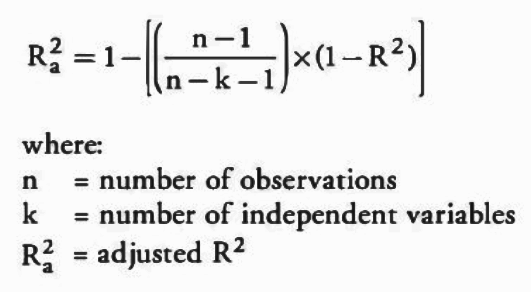 R²ₐ = 1 – [((n – 1)/(n – k – 1)) × (1 – R²)]
where:
n = number of observations
k = number of independent variables
R²ₐ = adjusted R²